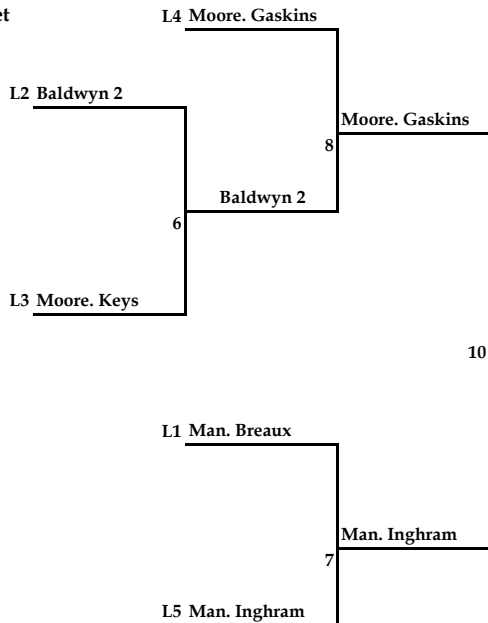 et
L4 Moore. Gaskins
L2 Baldwyn 2
Moore. Gaskins
8
Baldwyn 2
6
L3 Moore. Keys
10
L1 Man. Breaux
Man. Inghram
7
L5 Man. Inghram